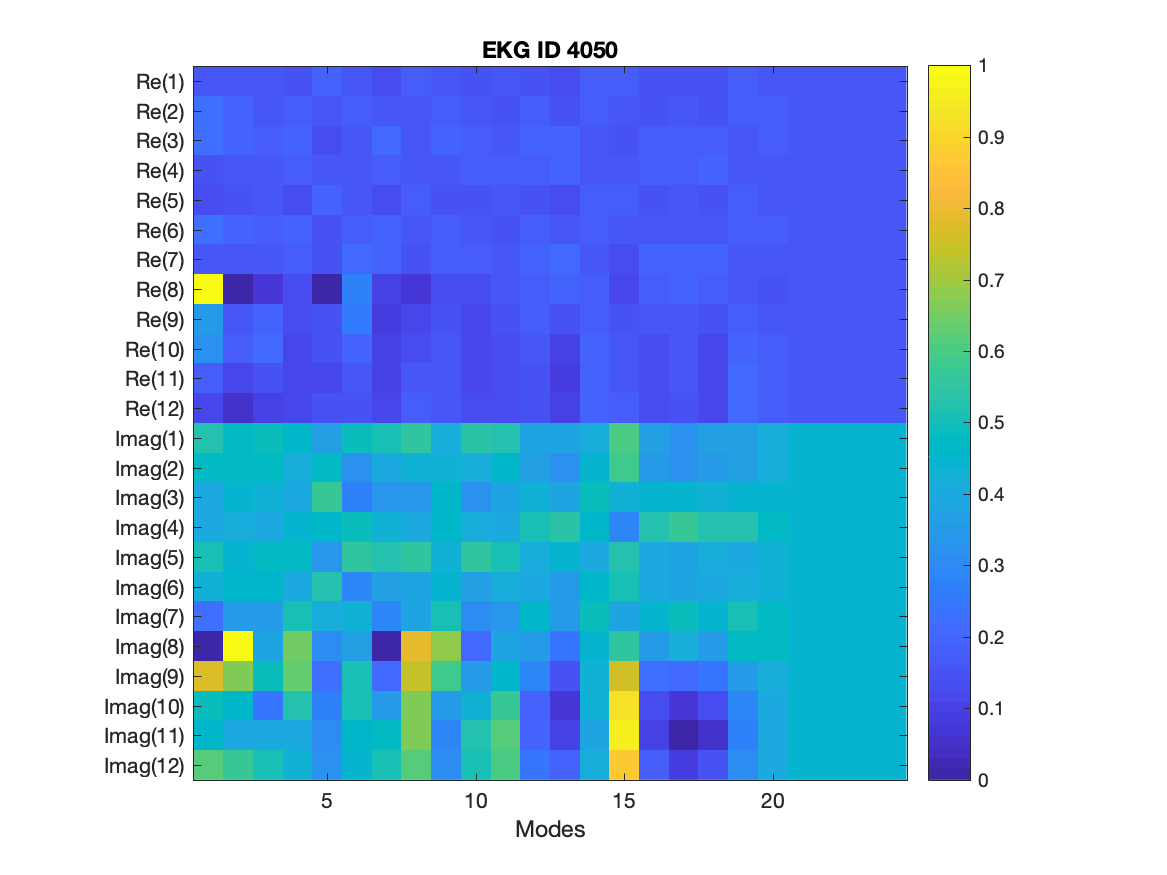 EKG ID 4050
Re(1)
Re(2)
Re(3)
Re(4)
Re(5)
Re(6)
Re(7)
Re(8)
Re(9)
Re(10)
Re(11)
Re(12)
Imag(1)
Imag(2)
Imag(3)
Imag(4)
Imag(5)
Imag(6)
Imag(7)
Imag(8)
Imag(9)
Imag(10)
Imag(11)
Imag(12)
5 10 15 20
Modes
1
0.9
0.8
0.7
0.6
0.5
0.4
0.3
0.2
0.1
0